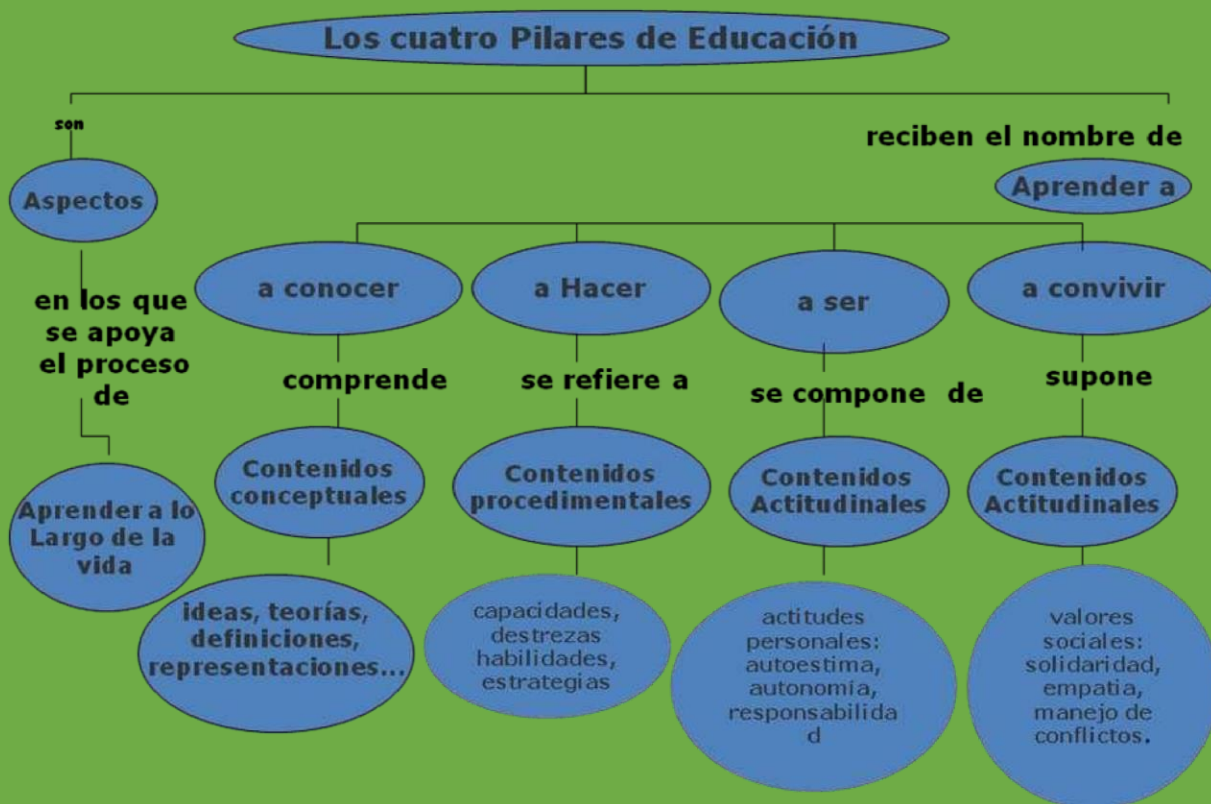 Los cuatro Pilares de Educación
son
reciben el nombre de
Aspectos
Aprender a
en los que
se apoya
el proceso
de
a conocer
a Hacer
a ser
a convivir
comprende
se refiere a
se compone de
supone
Aprender a lo
Largo de la
vida
Contenidos
conceptuales
Contenidos
procedimentales
Contenidos
Actitudinales
Contenidos
Actitudinales
ideas, teorías,
definiciones,
representaciones...
capacidades,
destrezas
habilidades,
estrategias
actitudes
personales:
autoestima,
autonomía,
responsabilida
d
valores
sociales:
solidaridad,
empatia,
manejo de
conflictos.